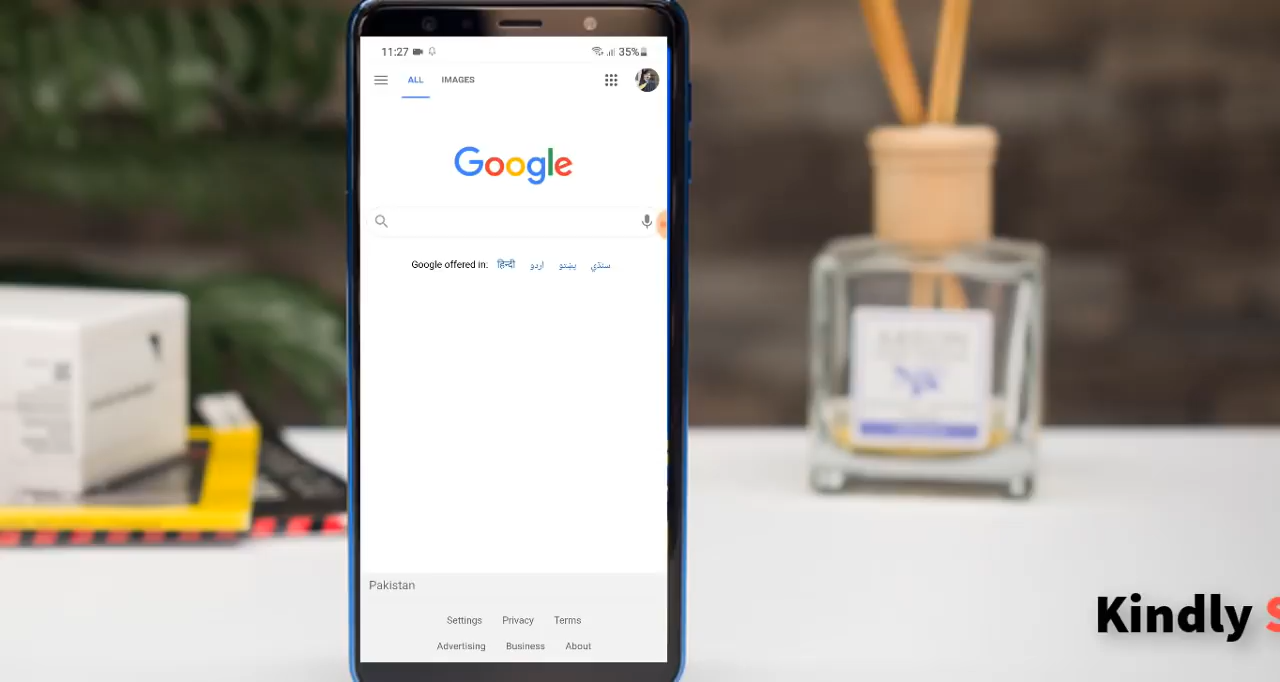 11:27
35%
ALL IMAGES
Google
Google offered in: हिन्दी اردو پښتو سنڌي
Pakistan
Settings Privacy Terms
Advertising Business About
Kindly S